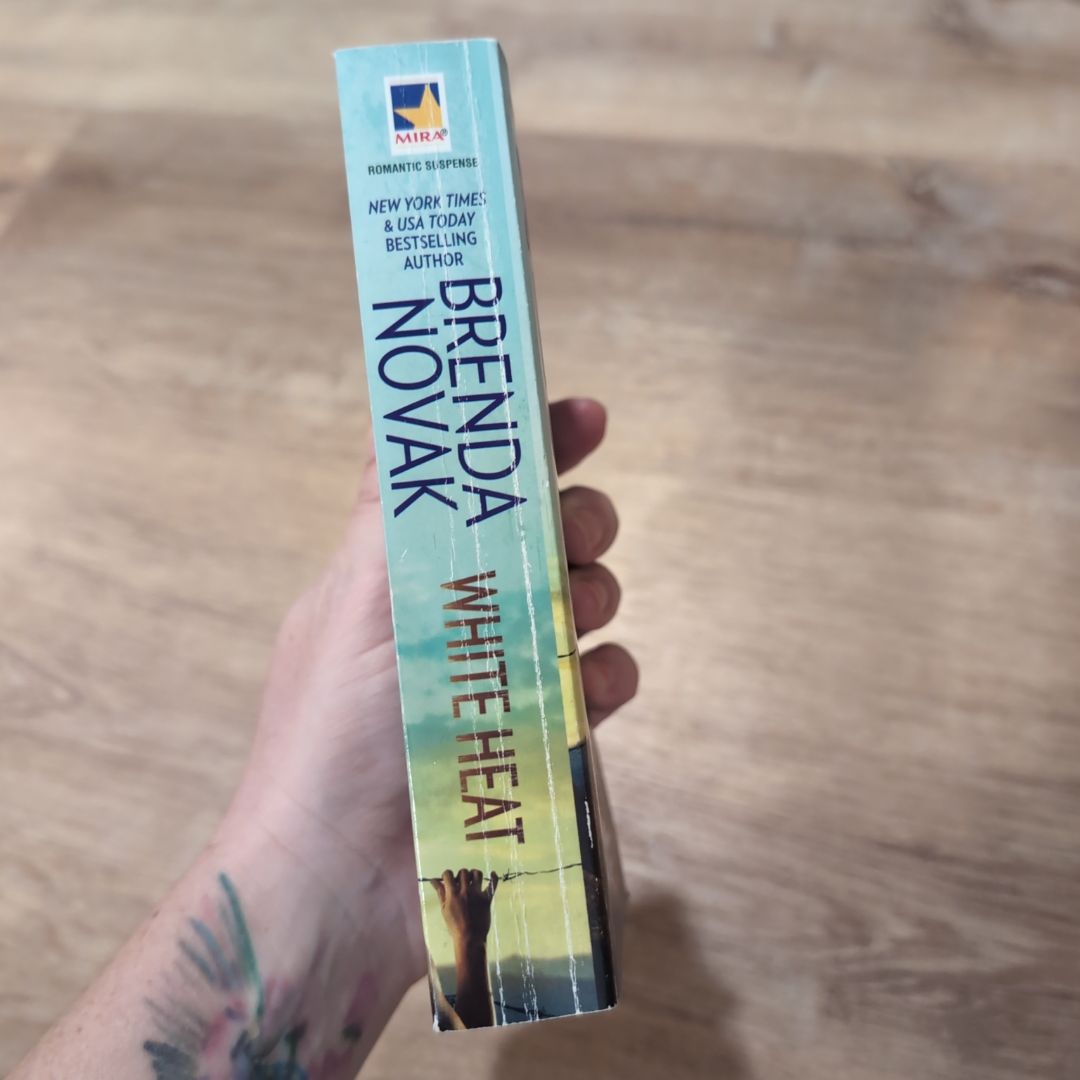 MIRA®
ROMANTIC SUSPENSE
NEW YORK TIMES
& USA TODAY
BESTSELLING
AUTHOR
BRENDA
NOVAK
WHITE HEAT